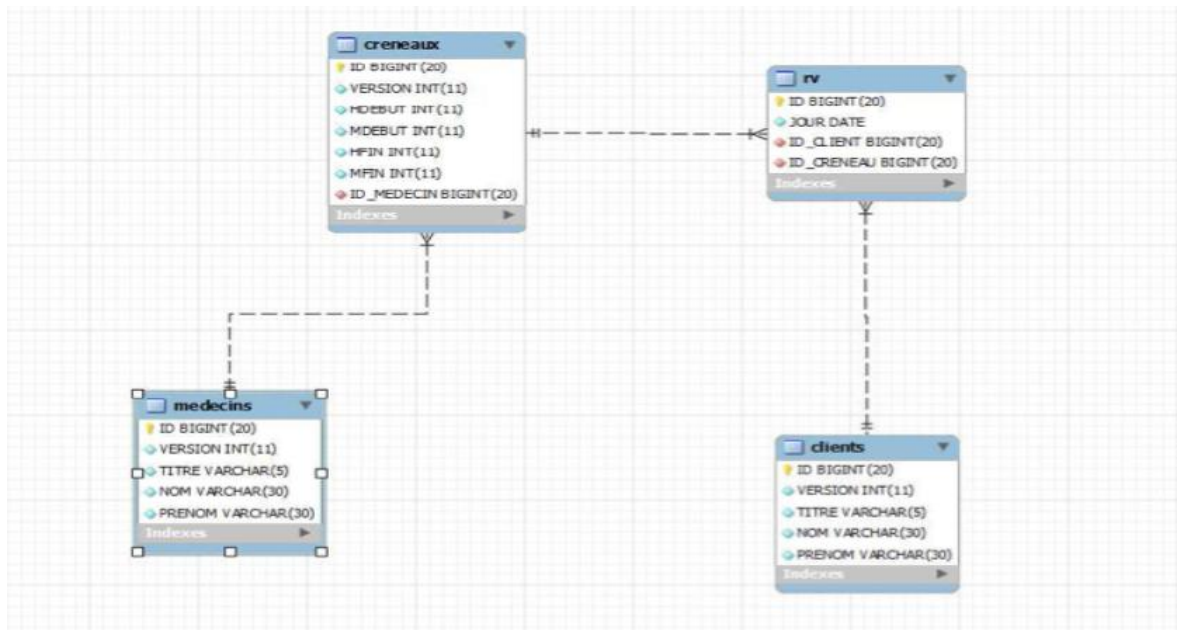 creneaux
ID BIGINT(20)
VERSION INT(11)
HDEBUT INT(11)
MDEBUT INT(11)
HFIN INT(11)
MFIN INT(11)
ID_MEDECIN BIGINT(20)
Indexes
rv
ID BIGINT(20)
JOUR DATE
ID_CLIENT BIGINT(20)
ID_CRENEAU BIGINT(20)
Indexes
medecins
ID BIGINT(20)
VERSION INT(11)
TITRE VARCHAR(5)
NOM VARCHAR(30)
PRENOM VARCHAR(30)
Indexes
clients
ID BIGINT(20)
VERSION INT(11)
TITRE VARCHAR(5)
NOM VARCHAR(30)
PRENOM VARCHAR(30)
Indexes